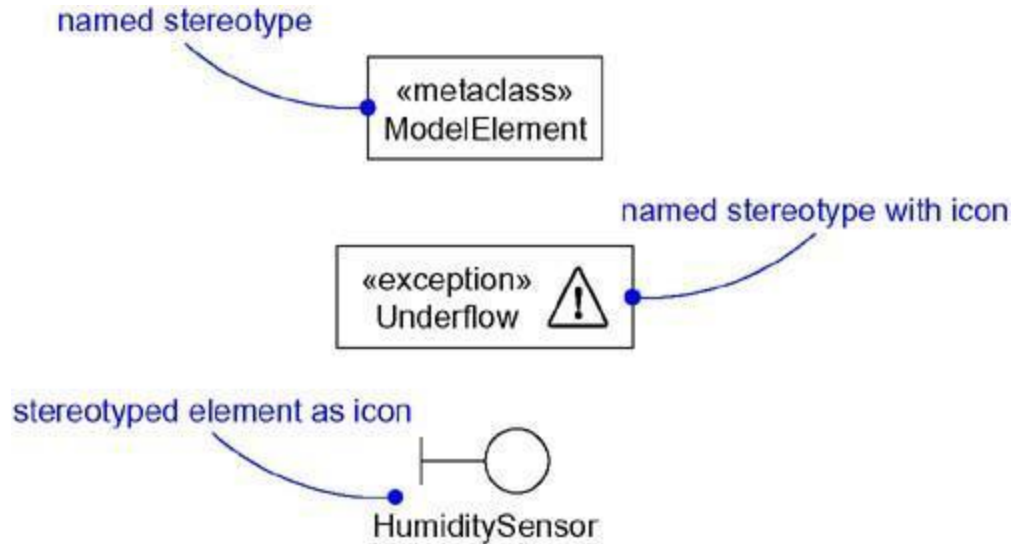 named stereotype
«metaclass»
ModelElement
named stereotype with icon
«exception»
Underflow
!
stereotyped element as icon
HumiditySensor